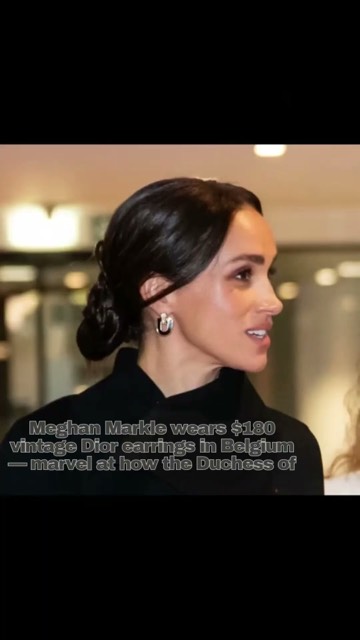 Meghan Markle wears $180
vintage Dior earrings in Belgium
— marvel at how the Duchess of